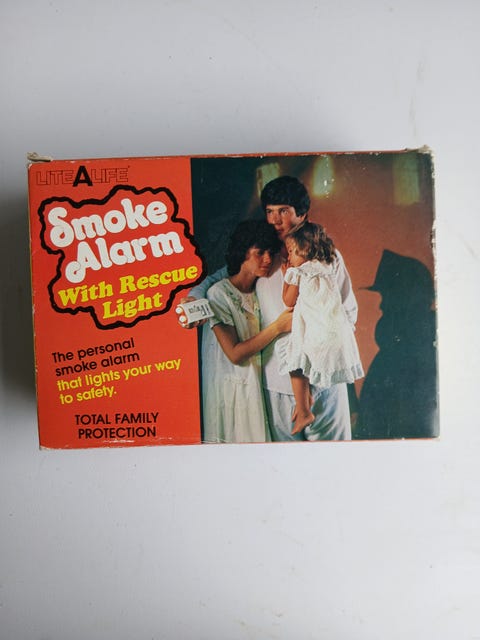 LITE A LIFE
Smoke
Alarm
With Rescue
Light
The personal
smoke alarm
that lights your way
to safety.
TOTAL FAMILY
PROTECTION